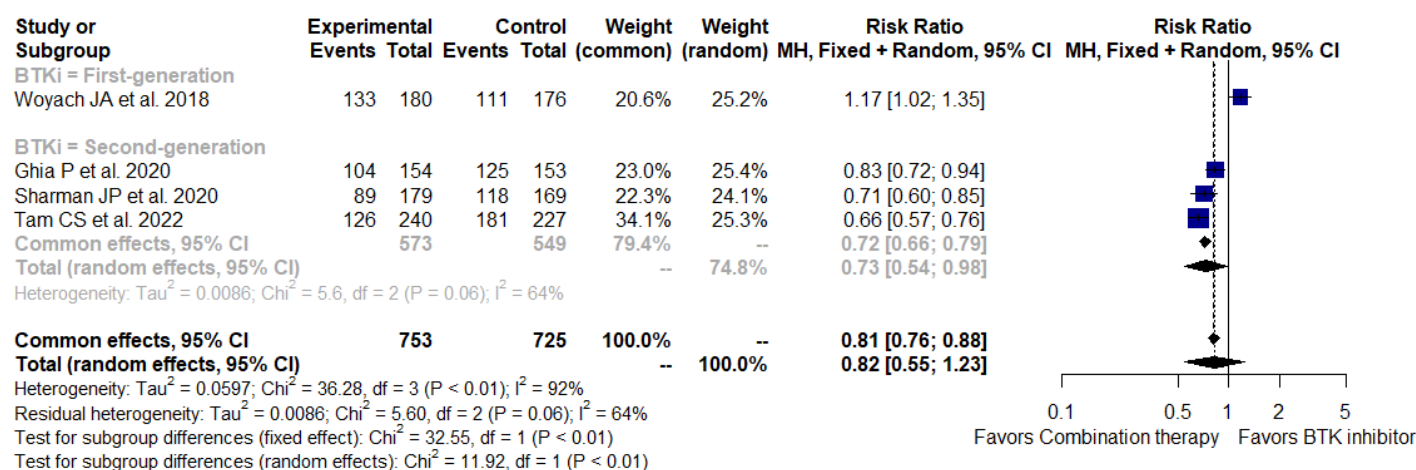 Study or Experimental Control Weight Weight Risk Ratio Risk Ratio
Subgroup Events Total Events Total (common) (random) MH, Fixed + Random, 95% CI MH, Fixed + Random, 95% CI
BTKi = First-generation
Woyach JA et al. 2018 133 180 111 176 20.6% 25.2% 1.17 [1.02; 1.35]
BTKi = Second-generation
Ghia P et al. 2020 104 154 125 153 23.0% 25.4% 0.83 [0.72; 0.94]
Sharman JP et al. 2020 89 179 118 169 22.3% 24.1% 0.71 [0.60; 0.85]
Tam CS et al. 2022 126 240 181 227 34.1% 25.3% 0.66 [0.57; 0.76]
Common effects, 95% CI 573 549 79.4% -- 0.72 [0.66; 0.79]
Total (random effects, 95% CI) -- 74.8% 0.73 [0.54; 0.98]
Heterogeneity: Tau² = 0.0086; Chi² = 5.6, df = 2 (P = 0.06); I² = 64%
Common effects, 95% CI 753 725 100.0% -- 0.81 [0.76; 0.88]
Total (random effects, 95% CI) -- 100.0% 0.82 [0.55; 1.23]
Heterogeneity: Tau² = 0.0597; Chi² = 36.28, df = 3 (P < 0.01); I² = 92%
Residual heterogeneity: Tau² = 0.0086; Chi² = 5.60, df = 2 (P = 0.06); I² = 64%
0.1 0.5 1 2 5
Test for subgroup differences (fixed effect): Chi² = 32.55, df = 1 (P < 0.01)
Favors Combination therapy Favors BTK inhibitor
Test for subgroup differences (random effects): Chi² = 11.92, df = 1 (P < 0.01)